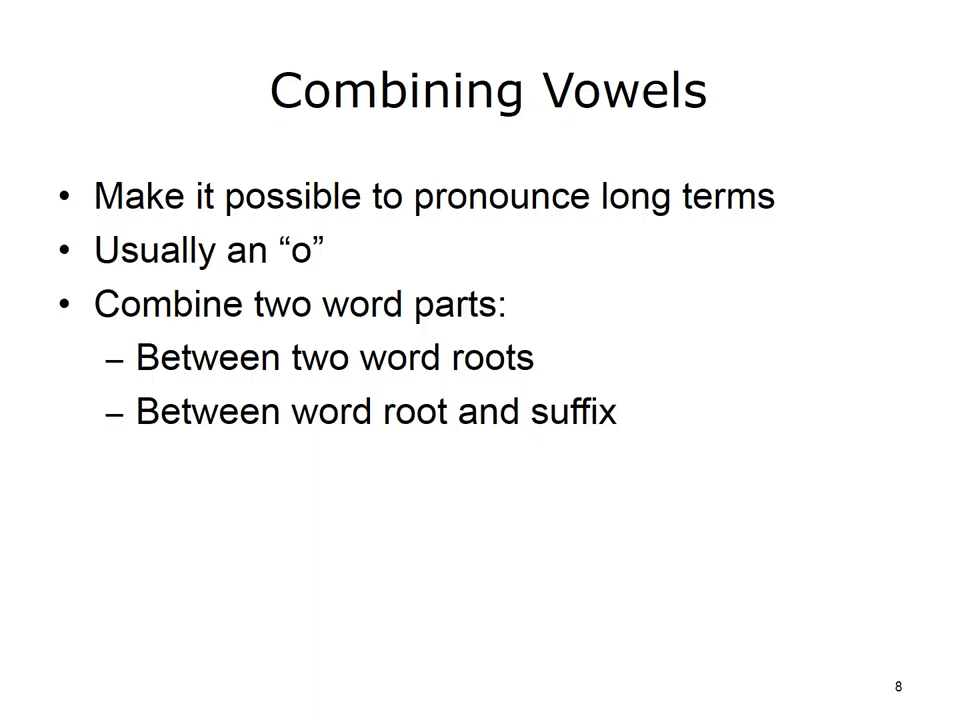 Combining Vowels
• Make it possible to pronounce long terms
• Usually an “o”
• Combine two word parts:
– Between two word roots
– Between word root and suffix
8